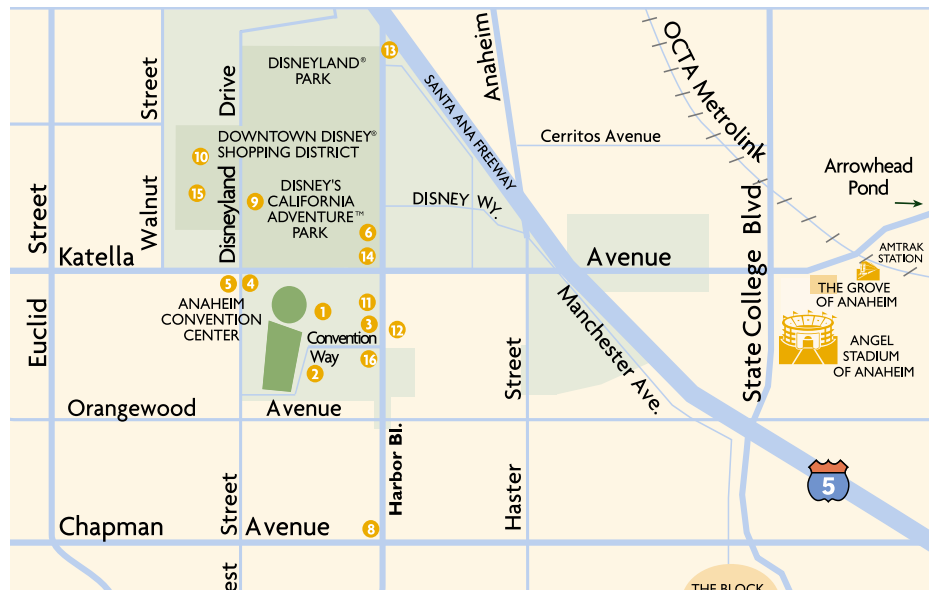 DISNEYLAND®
PARK
13
Street
Drive
Anaheim
SANTA ANA FREEWAY
OCTA Metrolink
Cerritos Avenue
DOWNTOWN DISNEY®
SHOPPING DISTRICT
10
15
9
DISNEY'S
CALIFORNIA
ADVENTURE™
PARK
6
14
DISNEY WY.
Arrowhead
Pond
Street
Walnut
Disneyland
Katella
Avenue
State College Blvd.
AMTRAK
STATION
THE GROVE
OF ANAHEIM
ANGEL
STADIUM
OF ANAHEIM
5
4
ANAHEIM
CONVENTION
CENTER
1
11
3
12
Convention
Way
16
2
Euclid
Street
Manchester Ave.
Orangewood
Avenue
Harbor Bl.
Haster
5
Street
Chapman
Avenue
8
est
THE BLOCK